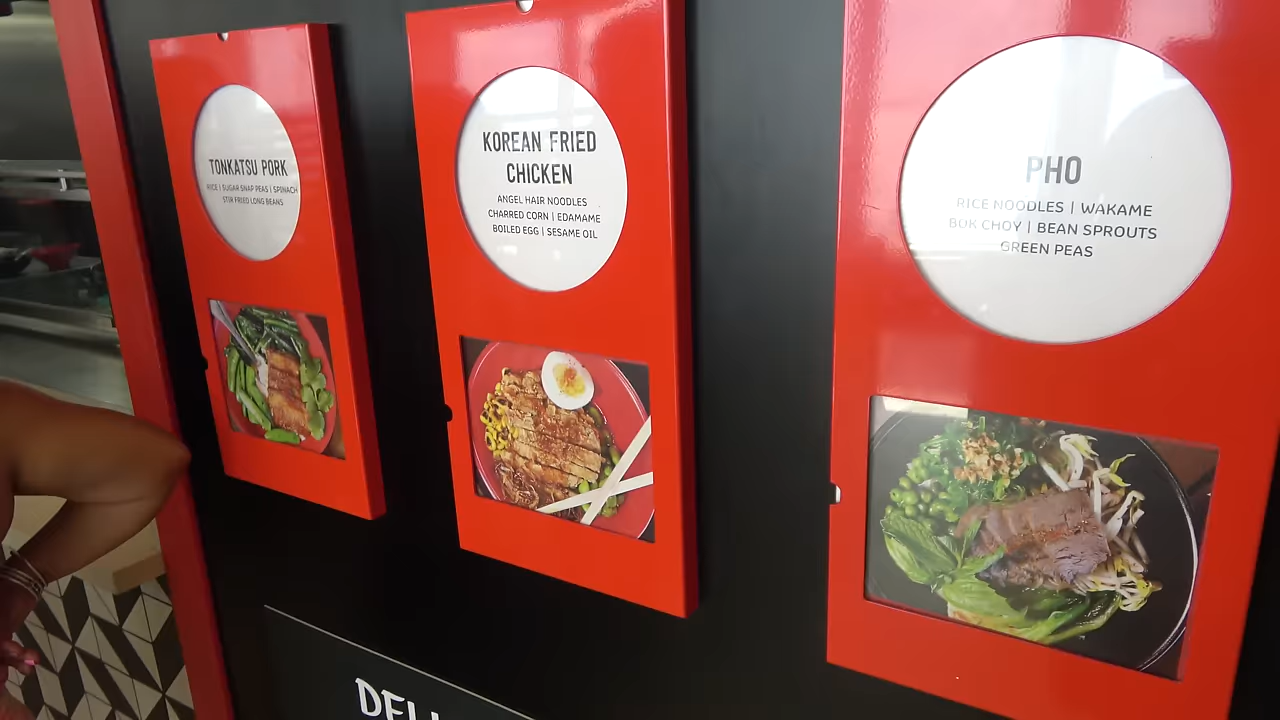 TONKATSU PORK
RICE | SUGAR SNAP PEAS | SPINACH
STIR FRIED LONG BEANS
KOREAN FRIED
CHICKEN
ANGEL HAIR NOODLES
CHARRED CORN | EDAMAME
BOILED EGG | SESAME OIL
PHO
RICE NOODLES | WAKAME
BOK CHOY | BEAN SPROUTS
GREEN PEAS